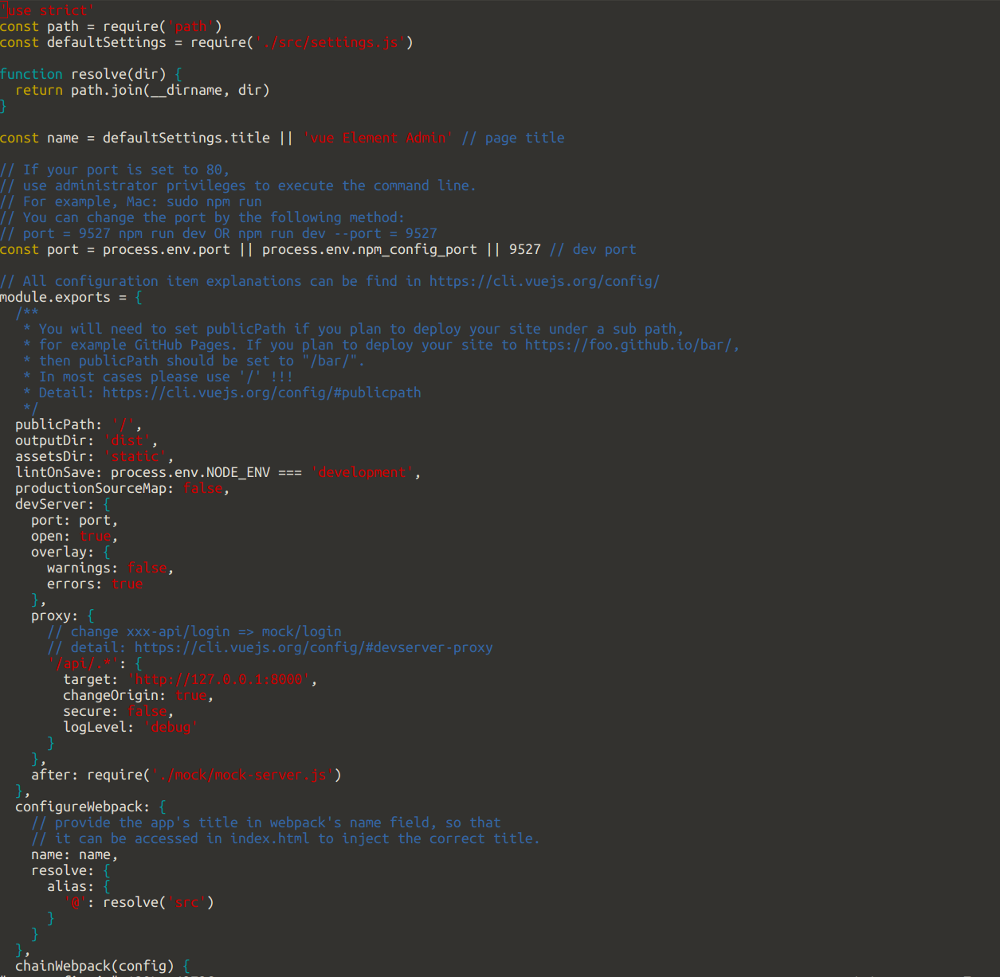 'use strict'
const path = require('path')
const defaultSettings = require('./src/settings.js')
function resolve(dir) {
return path.join(__dirname, dir)
}
const name = defaultSettings.title || 'vue Element Admin' // page title
// If your port is set to 80,
// use administrator privileges to execute the command line.
// For example, Mac: sudo npm run
// You can change the port by the following method:
// port = 9527 npm run dev OR npm run dev --port = 9527
const port = process.env.port || process.env.npm_config_port || 9527 // dev port
// All configuration item explanations can be find in https://cli.vuejs.org/config/
module.exports = {
/**
* You will need to set publicPath if you plan to deploy your site under a sub path,
* for example GitHub Pages. If you plan to deploy your site to https://foo.github.io/bar/,
* then publicPath should be set to "/bar/".
* In most cases please use '/' !!!
* Detail: https://cli.vuejs.org/config/#publicpath
*/
publicPath: '/',
outputDir: 'dist',
assetsDir: 'static',
lintOnSave: process.env.NODE_ENV === 'development',
productionSourceMap: false,
devServer: {
port: port,
open: true,
overlay: {
warnings: false,
errors: true
},
proxy: {
// change xxx-api/login => mock/login
// detail: https://cli.vuejs.org/config/#devserver-proxy
'/api/.*': {
target: 'http://127.0.0.1:8000',
changeOrigin: true,
secure: false,
logLevel: 'debug'
}
},
after: require('./mock/mock-server.js')
},
configureWebpack: {
// provide the app's title in webpack's name field, so that
// it can be accessed in index.html to inject the correct title.
name: name,
resolve: {
alias: {
'@': resolve('src')
}
}
},
chainWebpack(config) {